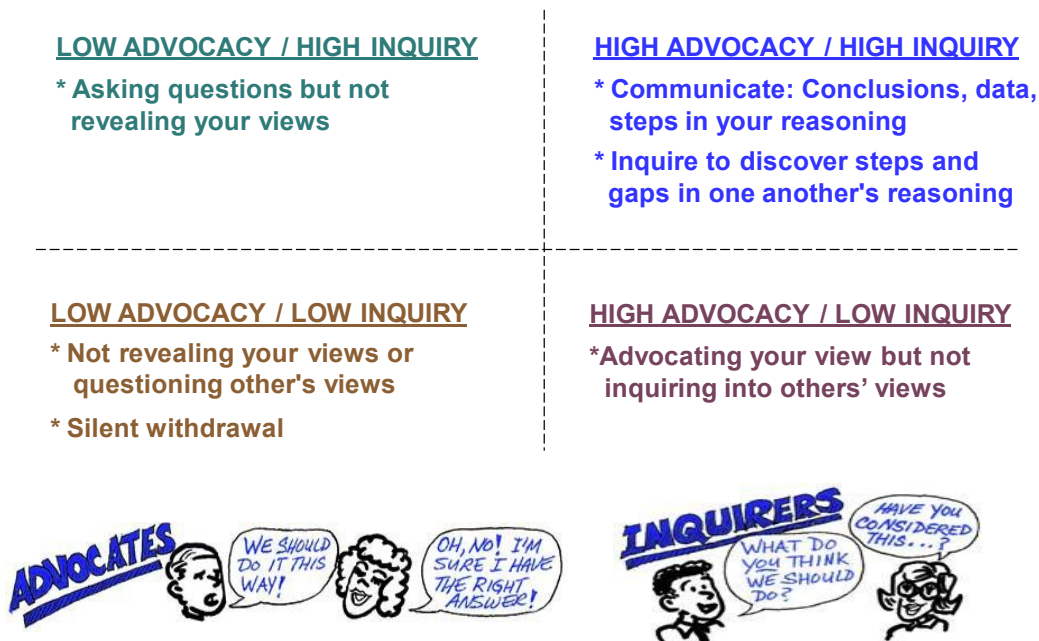 LOW ADVOCACY / HIGH INQUIRY
* Asking questions but not
revealing your views
HIGH ADVOCACY / HIGH INQUIRY
* Communicate: Conclusions, data,
steps in your reasoning
* Inquire to discover steps and
gaps in one another's reasoning
LOW ADVOCACY / LOW INQUIRY
* Not revealing your views or
questioning other's views
* Silent withdrawal
HIGH ADVOCACY / LOW INQUIRY
*Advocating your view but not
inquiring into others’ views
ADVOCATES
WE SHOULD
DO IT THIS
WAY!
OH, NO! I'M
SURE I HAVE
THE RIGHT
ANSWER!
INQUIRERS
WHAT DO
YOU THINK
WE SHOULD
DO?
HAVE YOU
CONSIDERED
THIS...?